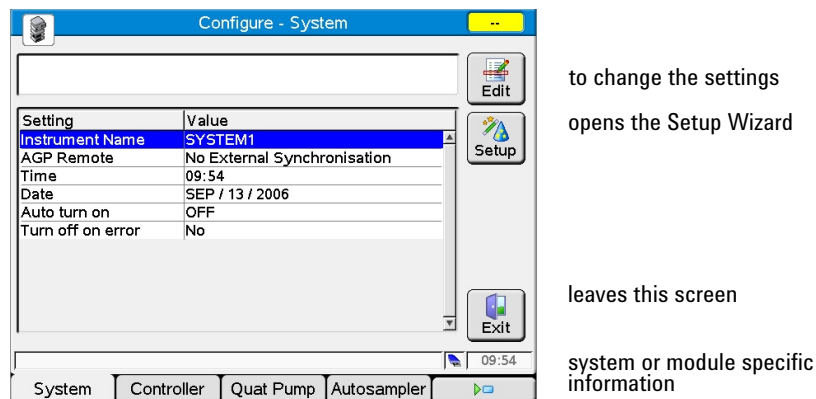 Configure - System
--
Edit
to change the settings
Setting Value
Instrument Name SYSTEM1
AGP Remote No External Synchronisation
Time 09:54
Date SEP / 13 / 2006
Auto turn on OFF
Turn off on error No
Setup
opens the Setup Wizard
Exit
leaves this screen
09:54
System Controller Quat Pump Autosampler
system or module specific
information